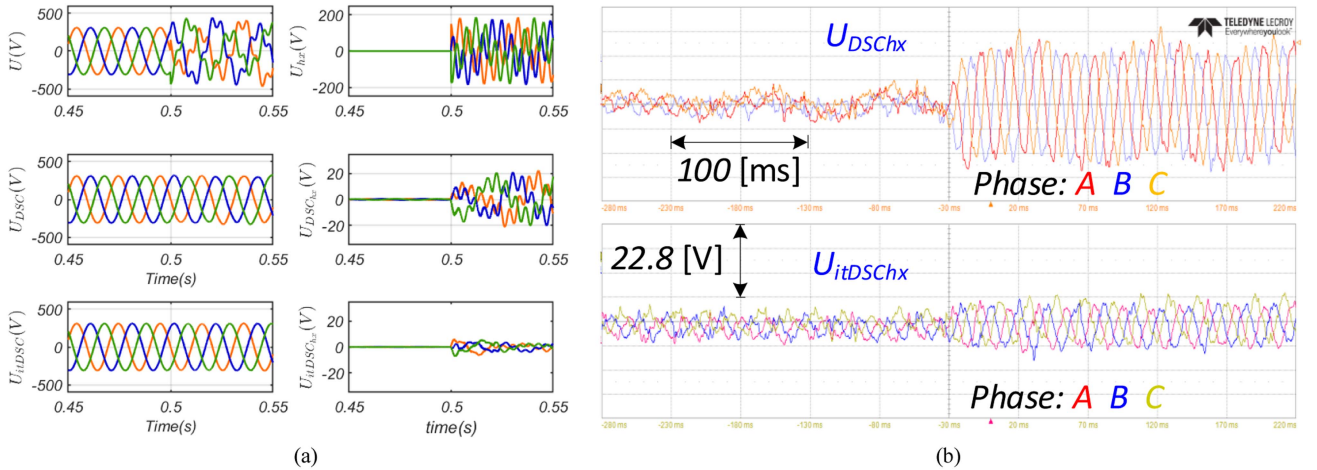 500
0
-500
U(V)
0.45 0.5 0.55
200
0
-200
U_hx(V)
0.45 0.5 0.55
500
0
-500
U_DSC(V)
0.45 0.5 0.55
Time(s)
20
0
-20
U_DSC_hx(V)
0.45 0.5 0.55
500
0
-500
U_itDSC(V)
0.45 0.5 0.55
Time(s)
20
0
-20
U_itDSC_hx(V)
0.45 0.5 0.55
time(s)
(a)
U_DSChx
TELEDYNE LECROY
Everywhereyoulook™
100 [ms]
Phase: A B C
-280 ms -230 ms -180 ms -130 ms -80 ms -30 ms 20 ms 70 ms 120 ms 170 ms 220 ms
22.8 [V]
U_itDSChx
Phase: A B C
-280 ms -230 ms -180 ms -130 ms -80 ms -30 ms 20 ms 70 ms 120 ms 170 ms 220 ms
(b)